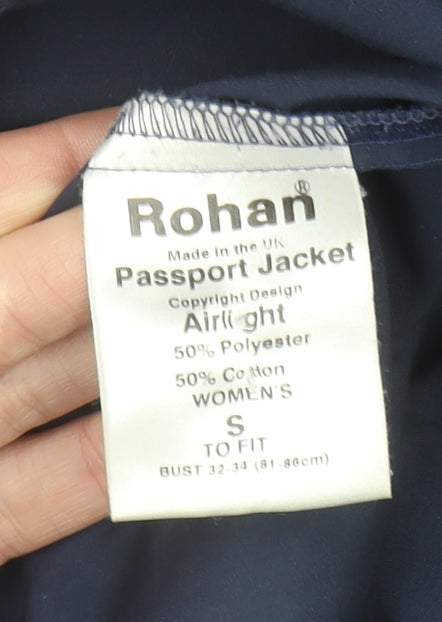 Rohan®
Made in the UK
Passport Jacket
Copyright Design
Airlight
50% Polyester
50% Cotton
WOMEN'S
S
TO FIT
BUST 32-34 (81-86cm)